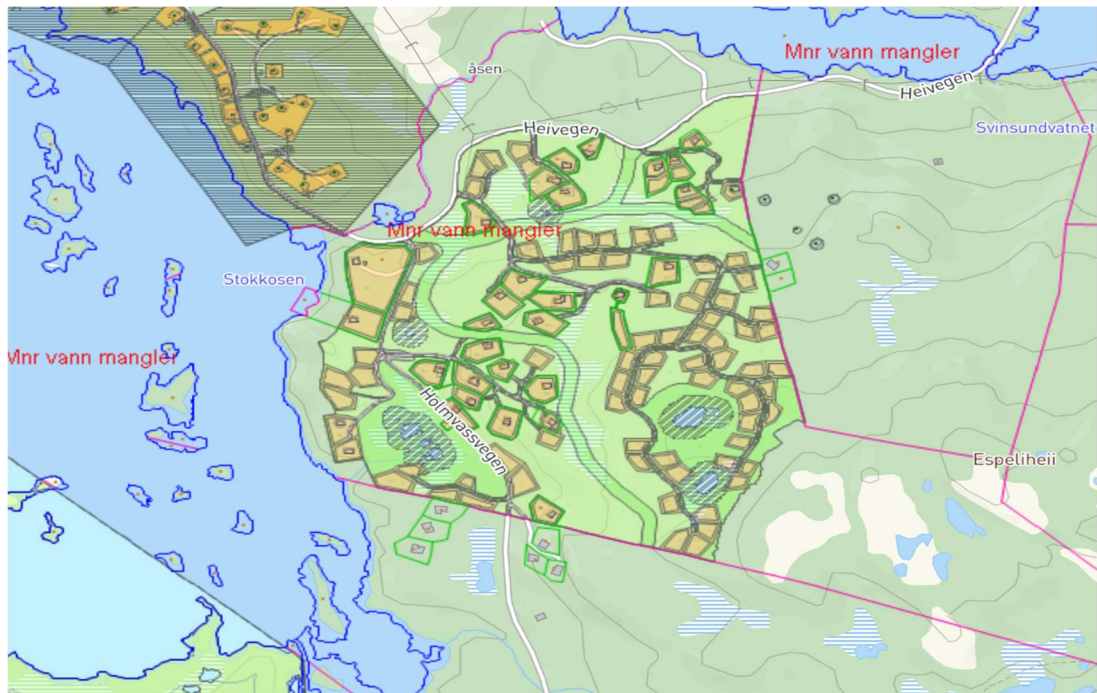 Mnr vann mangler
åsen
Heivegen
Heivegen
Svinsundvatnet
Mnr vann mangler
Stokkosen
Mnr vann mangler
Holmvassvegen
Espeliheii